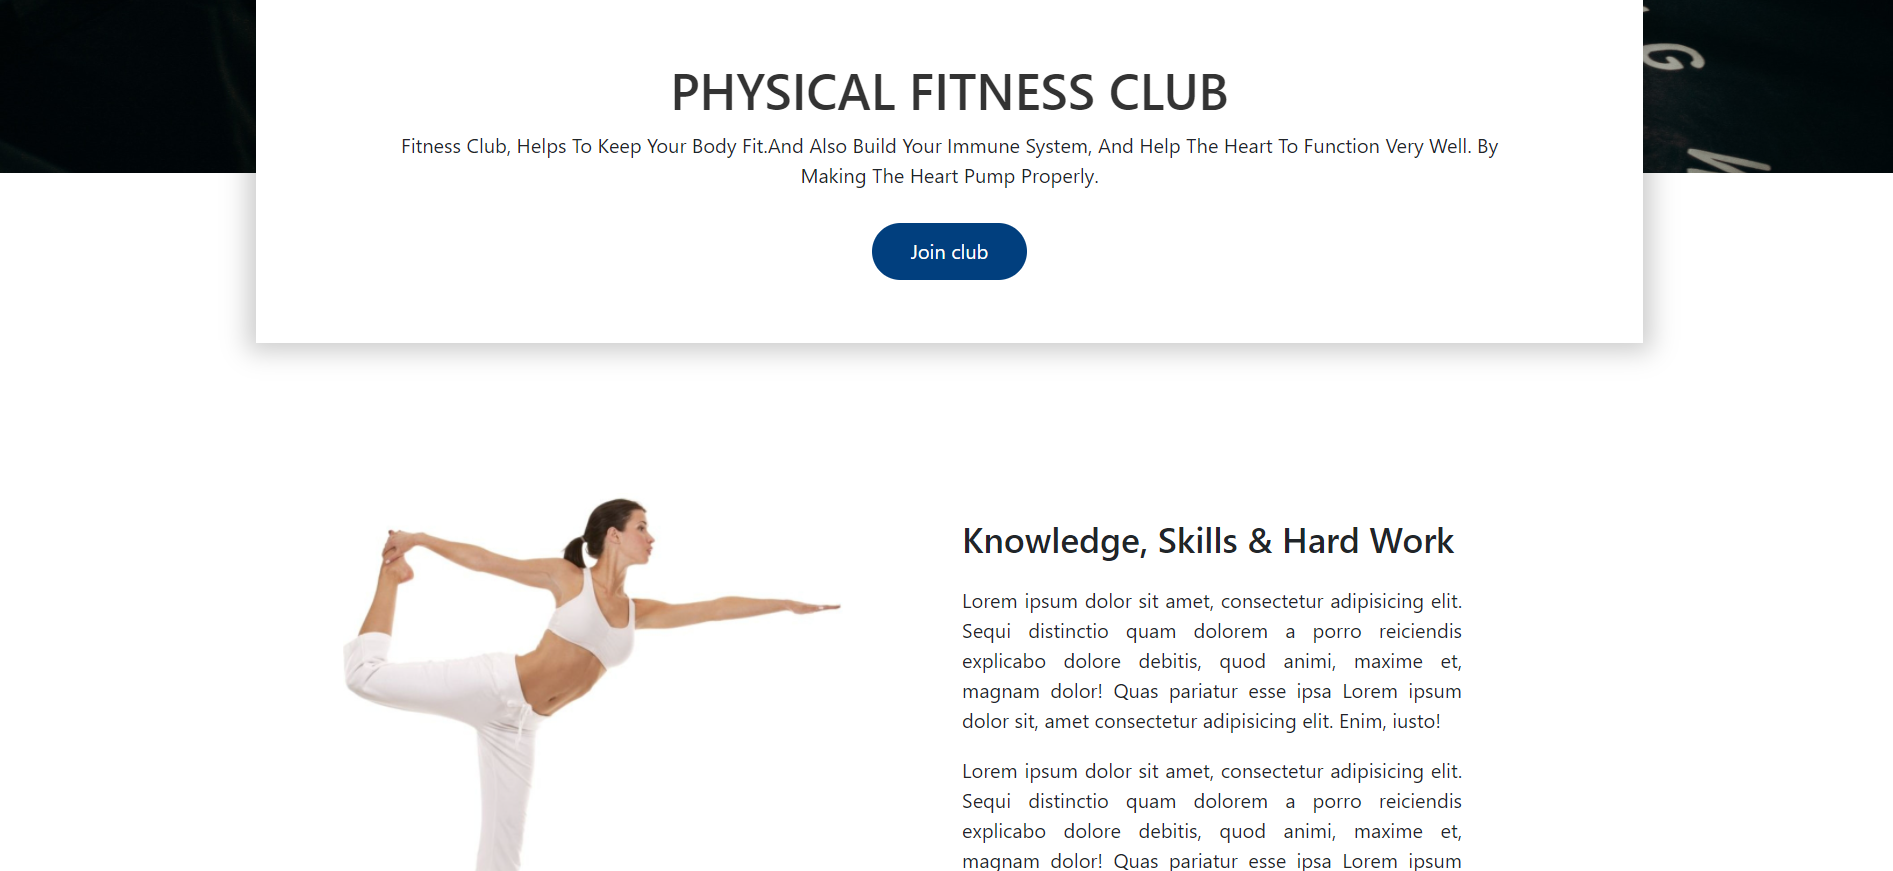 G
W
PHYSICAL FITNESS CLUB
Fitness Club, Helps To Keep Your Body Fit.And Also Build Your Immune System, And Help The Heart To Function Very Well. By
Making The Heart Pump Properly.
Join club
Knowledge, Skills & Hard Work
Lorem ipsum dolor sit amet, consectetur adipisicing elit.
Sequi distinctio quam dolorem a porro reiciendis
explicabo dolore debitis, quod animi, maxime et,
magnam dolor! Quas pariatur esse ipsa Lorem ipsum
dolor sit, amet consectetur adipisicing elit. Enim, iusto!
Lorem ipsum dolor sit amet, consectetur adipisicing elit.
Sequi distinctio quam dolorem a porro reiciendis
explicabo dolore debitis, quod animi, maxime et,
magnam dolor! Quas pariatur esse ipsa Lorem ipsum